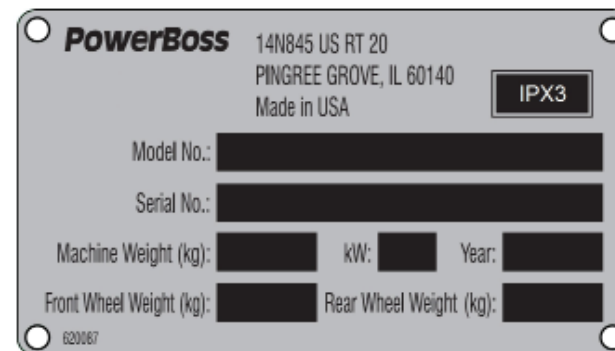 PowerBoss
14N845 US RT 20
PINGREE GROVE, IL 60140
Made in USA
IPX3
Model No.:
Serial No.:
Machine Weight (kg): kW: Year:
Front Wheel Weight (kg): Rear Wheel Weight (kg):
620087